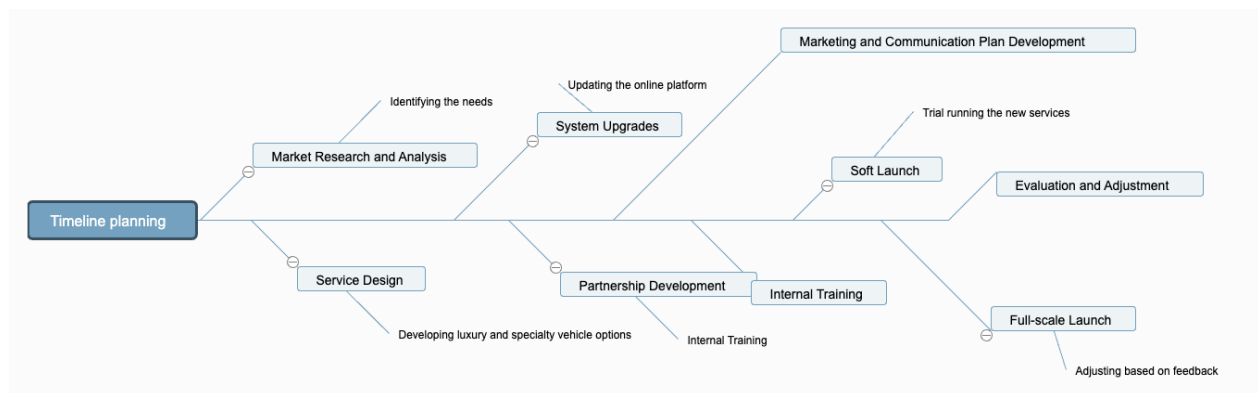 Timeline planning
Market Research and Analysis
Identifying the needs
Service Design
Developing luxury and specialty vehicle options
System Upgrades
Updating the online platform
Partnership Development
Internal Training
Marketing and Communication Plan Development
Internal Training
Soft Launch
Trial running the new services
Full-scale Launch
Adjusting based on feedback
Evaluation and Adjustment